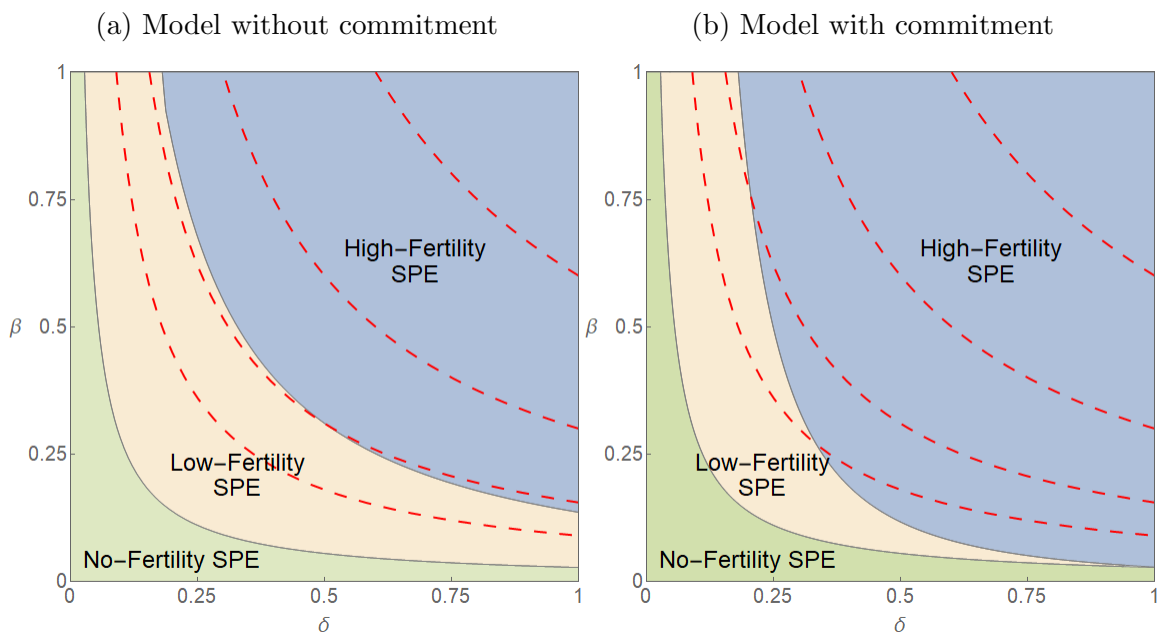 (a) Model without commitment
(b) Model with commitment
1
0.75
β 0.5
0.25
0
High−Fertility
SPE
Low−Fertility
SPE
No−Fertility SPE
0 0.25 0.5 0.75 1
δ
1
0.75
β 0.5
0.25
0
High−Fertility
SPE
Low−Fertility
SPE
No−Fertility SPE
0 0.25 0.5 0.75 1
δ